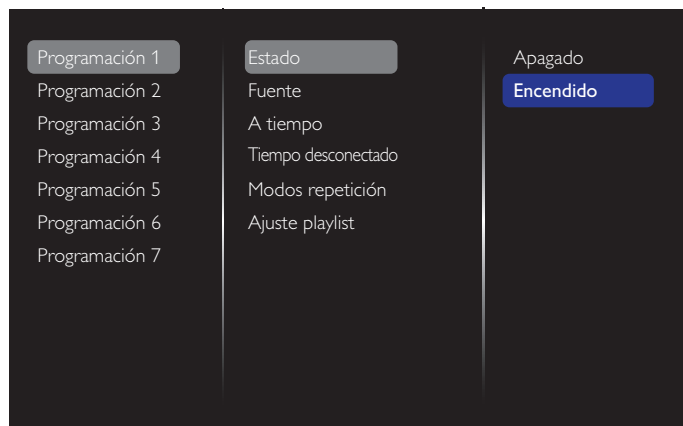 Programación 1
Programación 2
Programación 3
Programación 4
Programación 5
Programación 6
Programación 7
Estado
Fuente
A tiempo
Tiempo desconectado
Modos repetición
Ajuste playlist
Apagado
Encendido